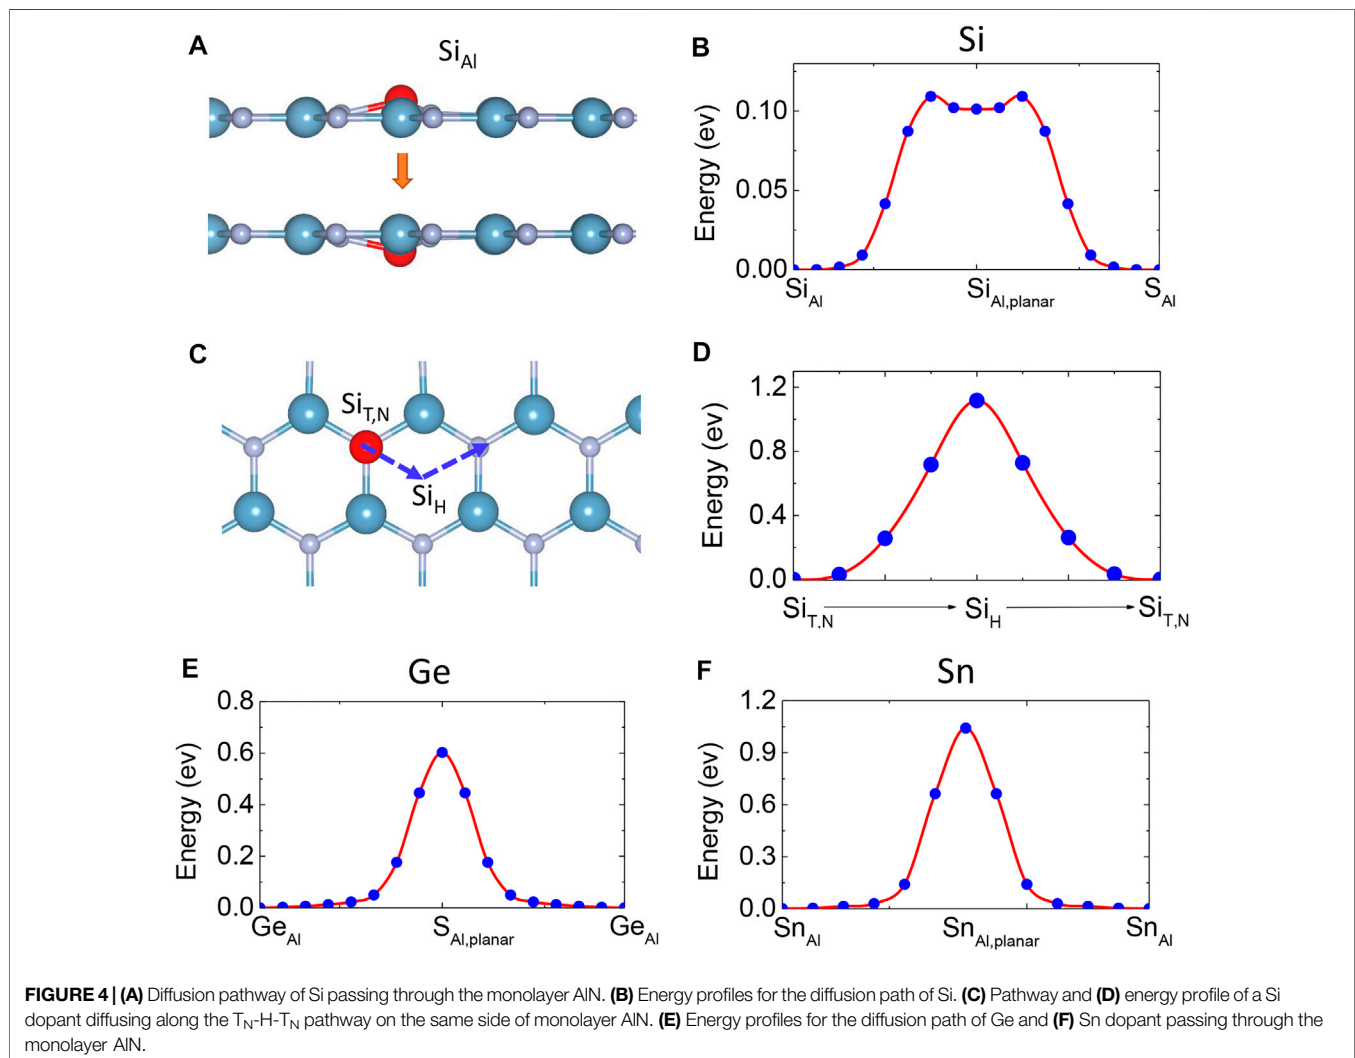 A
Si_Al
B
Si
Energy (ev)
0.10
0.05
0.00
Si_Al
Si_Al,planar
S_Al
C
Si_T,N
Si_H
D
Energy (ev)
1.2
0.8
0.4
0.0
Si_T,N
Si_H
Si_T,N
E
Ge
Energy (ev)
0.8
0.6
0.4
0.2
0.0
Ge_Al
S_Al,planar
Ge_Al
F
Sn
Energy (ev)
1.2
0.9
0.6
0.3
0.0
Sn_Al
Sn_Al,planar
Sn_Al
FIGURE 4 | (A) Diffusion pathway of Si passing through the monolayer AlN. (B) Energy profiles for the diffusion path of Si. (C) Pathway and (D) energy profile of a Si
dopant diffusing along the T_N-H-T_N pathway on the same side of monolayer AlN. (E) Energy profiles for the diffusion path of Ge and (F) Sn dopant passing through the
monolayer AlN.